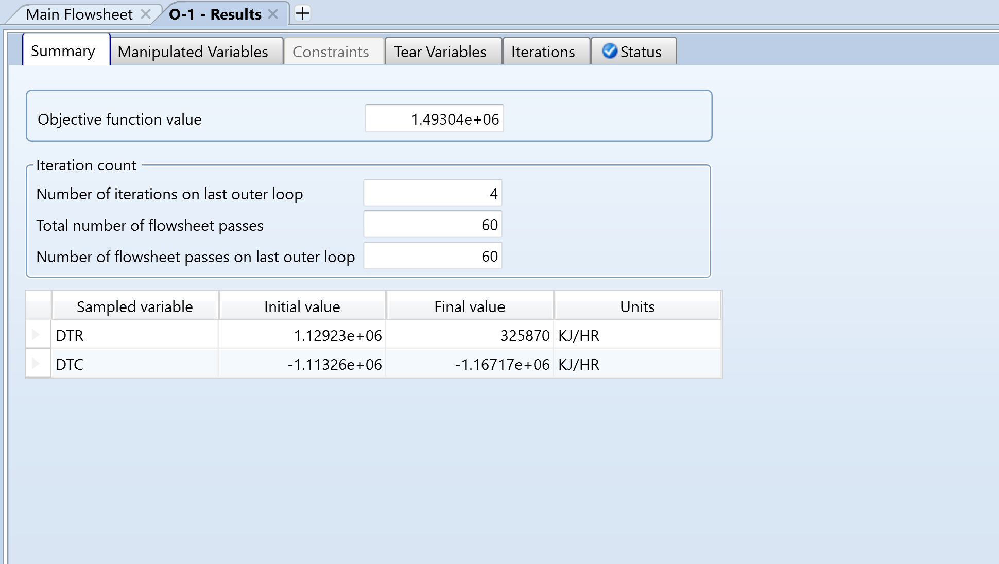 Main Flowsheet
O-1 - Results
Summary
Manipulated Variables
Constraints
Tear Variables
Iterations
Status
Objective function value 1.49304e+06
Iteration count
Number of iterations on last outer loop 4
Total number of flowsheet passes 60
Number of flowsheet passes on last outer loop 60
Sampled variable Initial value Final value Units
DTR 1.12923e+06 325870 KJ/HR
DTC -1.11326e+06 -1.16717e+06 KJ/HR